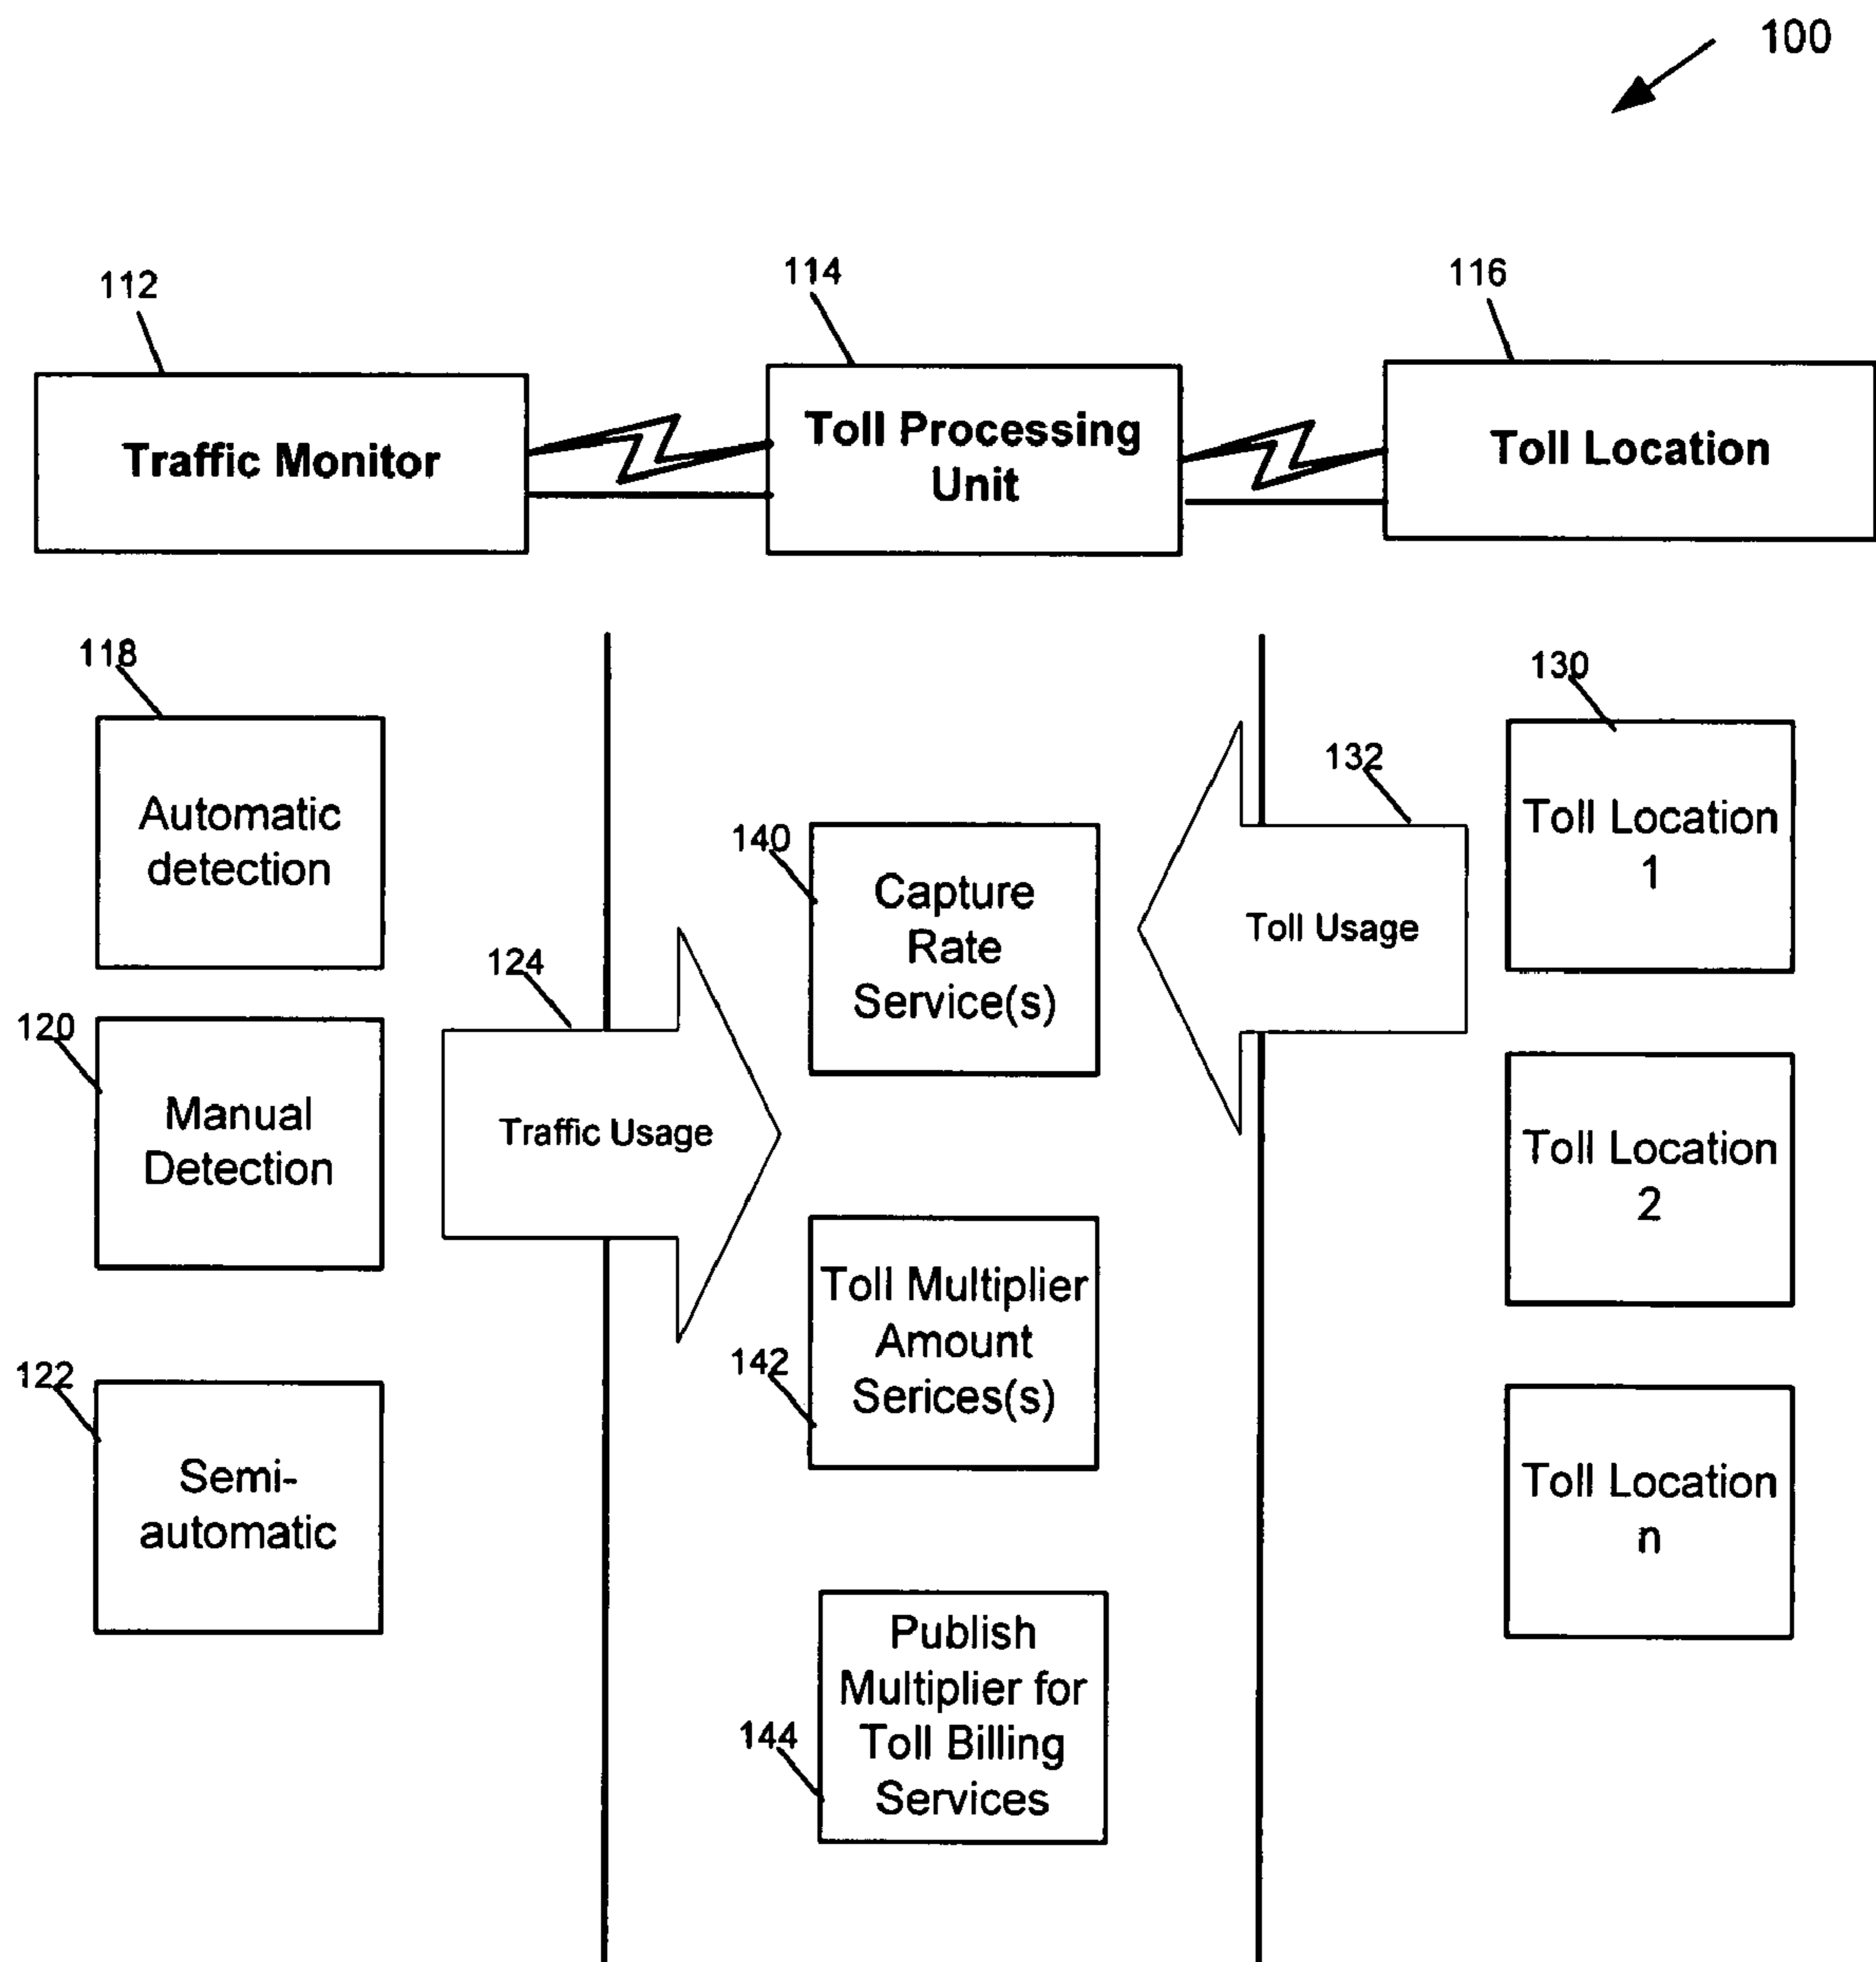 100
112
114
116
Traffic Monitor
Toll Processing
Unit
Toll Location
118
Automatic
detection
120
Manual
Detection
122
Semi-
automatic
124
Traffic Usage
140
Capture
Rate
Service(s)
142
Toll Multiplier
Amount
Serices(s)
144
Publish
Multiplier for
Toll Billing
Services
132
Toll Usage
130
Toll Location
1
Toll Location
2
Toll Location
n